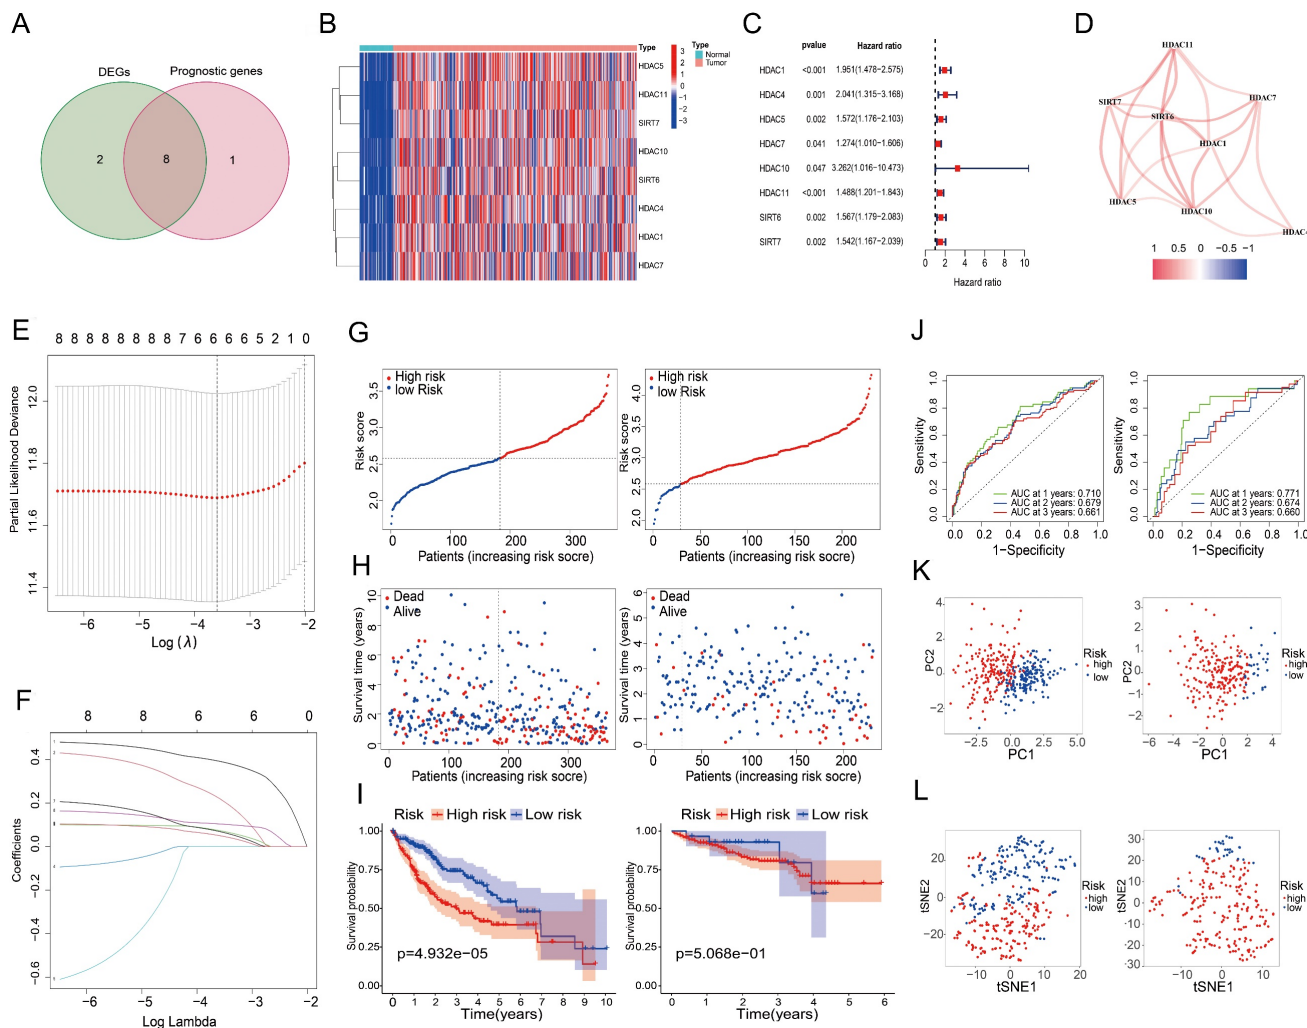 A
DEGs
Prognostic genes
2
8
1
B
Type
HDAC5
HDAC11
SIRT7
HDAC10
SIRT6
HDAC4
HDAC1
HDAC7
3
2
1
0
−1
−2
−3
Type
Normal
Tumor
C
pvalue Hazard ratio
HDAC1 <0.001 1.951(1.478−2.575)
HDAC4 0.001 2.041(1.315−3.168)
HDAC5 0.002 1.572(1.176−2.103)
HDAC7 0.041 1.274(1.010−1.606)
HDAC10 0.047 3.262(1.016−10.473)
HDAC11 <0.001 1.488(1.201−1.843)
SIRT6 0.002 1.567(1.179−2.083)
SIRT7 0.002 1.542(1.167−2.039)
0 2 4 6 8 10
Hazard ratio
D
HDAC11
SIRT7
HDAC7
SIRT6
HDAC1
HDAC5
HDAC10
HDAC4
1 0.5 0 −0.5 −1
E
8 8 8 8 8 8 8 8 7 6 6 6 5 2 1 0
Partial Likelihood Deviance
12.0
11.8
11.6
11.4
−6 −5 −4 −3 −2
Log (λ)
F
8 8 6 6 0
Coefficients
0.4
0.2
0.0
−0.2
−0.4
−0.6
−6 −5 −4 −3 −2
Log Lambda
G
High risk
low Risk
Risk score
3.5
3.0
2.5
2.0
0 100 200 300
Patients (increasing risk socre)
High risk
low Risk
Risk score
4.0
3.5
3.0
2.5
2.0
0 50 100 150 200
Patients (increasing risk socre)
H
Dead
Alive
Survival time (years)
10
8
6
4
2
0
0 100 200 300
Patients (increasing risk socre)
Dead
Alive
Survival time (years)
6
5
4
3
2
1
0
0 50 100 150 200
Patients (increasing risk socre)
I
Risk High risk Low risk
Survival probability
1.00
0.75
0.50
0.25
0.00
p=4.932e−05
0 1 2 3 4 5 6 7 8 9 10
Time(years)
Risk High risk Low risk
Survival probability
1.00
0.75
0.50
0.25
0.00
p=5.068e−01
0 1 2 3 4 5 6
Time(years)
J
Sensitivity
1.0
0.8
0.6
0.4
0.2
0.0
AUC at 1 years: 0.710
AUC at 2 years: 0.679
AUC at 3 years: 0.661
0.0 0.2 0.4 0.6 0.8 1.0
1−Specificity
Sensitivity
1.0
0.8
0.6
0.4
0.2
0.0
AUC at 1 years: 0.771
AUC at 2 years: 0.674
AUC at 3 years: 0.660
0.0 0.2 0.4 0.6 0.8 1.0
1−Specificity
K
PC2
4
2
0
−2
−2.5 0.0 2.5 5.0
PC1
Risk
high
low
PC2
3
2
1
0
−1
−2
−6 −4 −2 0 2 4
PC1
Risk
high
low
L
tSNE2
20
0
−20
−10 0 10 20
tSNE1
Risk
high
low
tSNE2
30
20
10
0
−10
−20
−30
−10 0 10
tSNE1
Risk
high
low